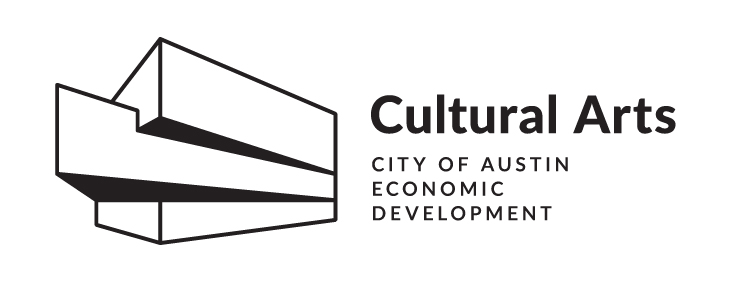 Cultural Arts
CITY OF AUSTIN
ECONOMIC
DEVELOPMENT